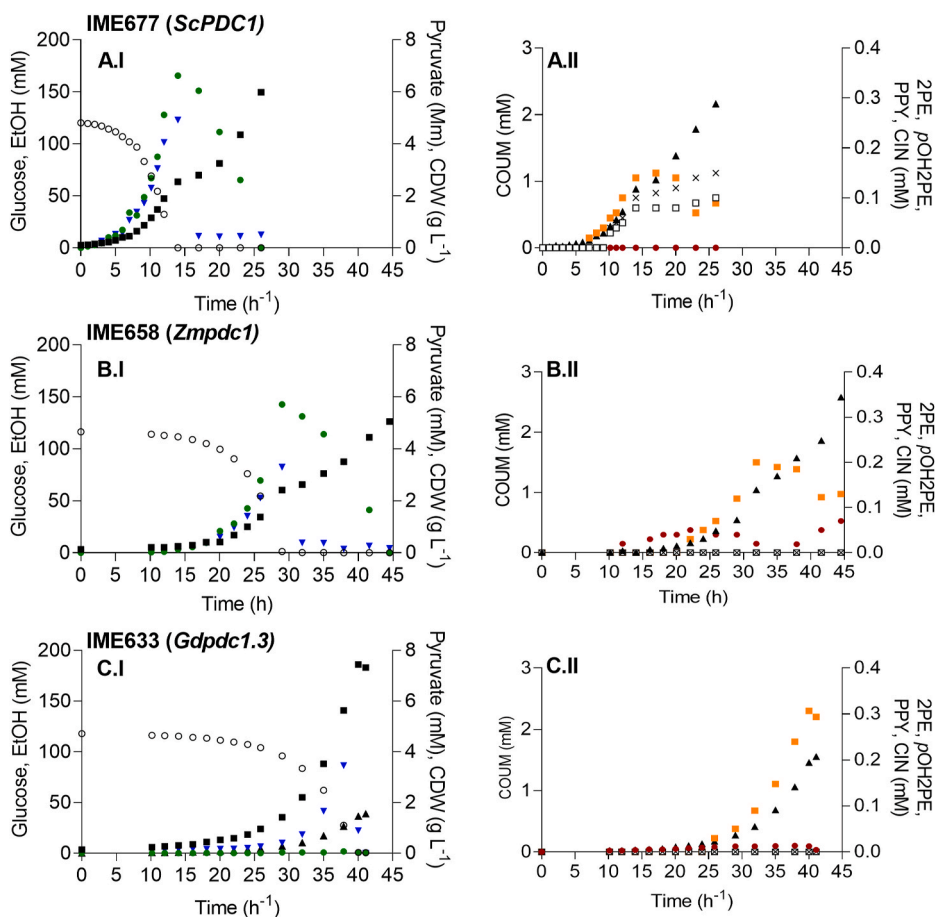 IME677 (ScPDC1)
A.I
Glucose, EtOH (mM)
200
150
100
50
0
8
6
4
2
0
Pyruvate (Mm), CDW (g L-1)
0 5 10 15 20 25 30 35 40 45
Time (h-1)
A.II
COUM (mM)
3
2
1
0
0.4
0.3
0.2
0.1
0.0
2PE, pOH2PE,
PPY, CIN (mM)
0 5 10 15 20 25 30 35 40 45
Time (h-1)
IME658 (Zmpdc1)
B.I
Glucose, EtOH (mM)
200
150
100
50
0
8
6
4
2
0
Pyruvate (mM), CDW (g L-1)
0 5 10 15 20 25 30 35 40 45
Time (h)
B.II
COUM (mM)
3
2
1
0
0.4
0.3
0.2
0.1
0.0
2PE, pOH2PE,
PPY, CIN (mM)
0 5 10 15 20 25 30 35 40 45
Time (h)
IME633 (Gdpdc1.3)
C.I
Glucose, EtOH (mM)
200
150
100
50
0
8
6
4
2
0
Pyruvate (mM), CDW (g L-1)
0 5 10 15 20 25 30 35 40 45
Time (h-1)
C.II
COUM (mM)
3
2
1
0
0.4
0.3
0.2
0.1
0.0
2PE, pOH2PE,
PPY, CIN (mM)
0 5 10 15 20 25 30 35 40 45
Time (h-1)